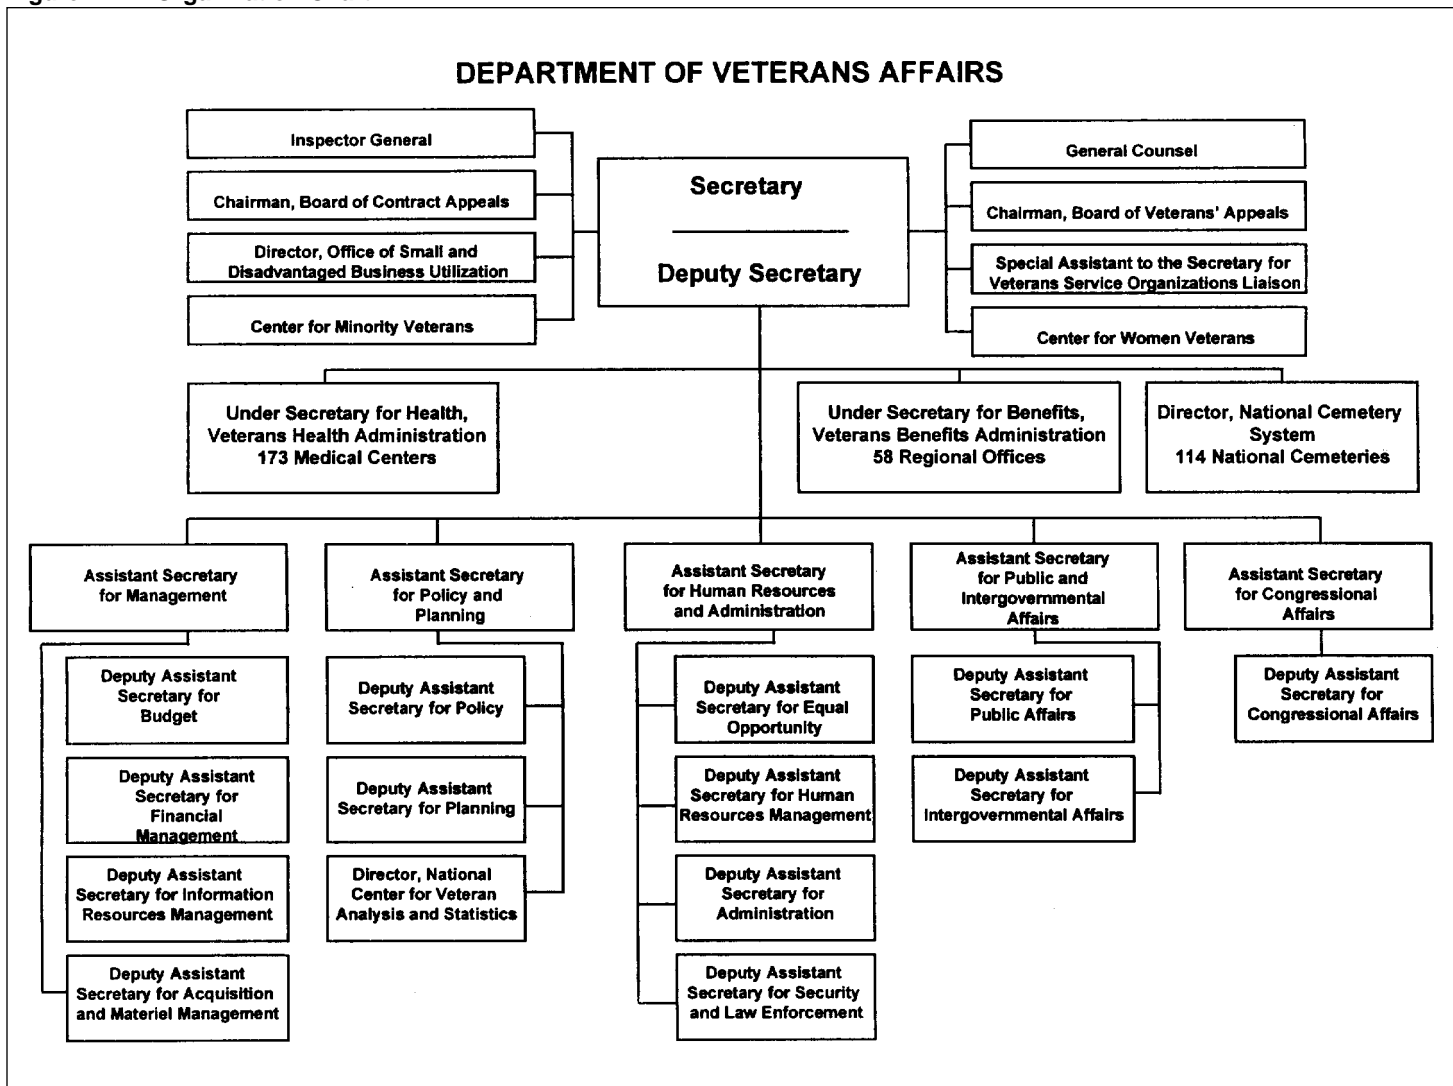 DEPARTMENT OF VETERANS AFFAIRS
Inspector General
Chairman, Board of Contract Appeals
Director, Office of Small and
Disadvantaged Business Utilization
Center for Minority Veterans
Secretary
Deputy Secretary
General Counsel
Chairman, Board of Veterans' Appeals
Special Assistant to the Secretary for
Veterans Service Organizations Liaison
Center for Women Veterans
Under Secretary for Health,
Veterans Health Administration
173 Medical Centers
Under Secretary for Benefits,
Veterans Benefits Administration
58 Regional Offices
Director, National Cemetery
System
114 National Cemeteries
Assistant Secretary
for Management
Assistant Secretary
for Policy and
Planning
Assistant Secretary
for Human Resources
and Administration
Assistant Secretary
for Public and
Intergovernmental
Affairs
Assistant Secretary
for Congressional
Affairs
Deputy Assistant
Secretary for
Budget
Deputy Assistant
Secretary for
Financial
Management
Deputy Assistant
Secretary for Information
Resources Management
Deputy Assistant
Secretary for Acquisition
and Materiel Management
Deputy Assistant
Secretary for Policy
Deputy Assistant
Secretary for Planning
Director, National
Center for Veteran
Analysis and Statistics
Deputy Assistant
Secretary for Equal
Opportunity
Deputy Assistant
Secretary for Human
Resources Management
Deputy Assistant
Secretary for
Administration
Deputy Assistant
Secretary for Security
and Law Enforcement
Deputy Assistant
Secretary for
Public Affairs
Deputy Assistant
Secretary for
Intergovernmental Affairs
Deputy Assistant
Secretary for
Congressional Affairs